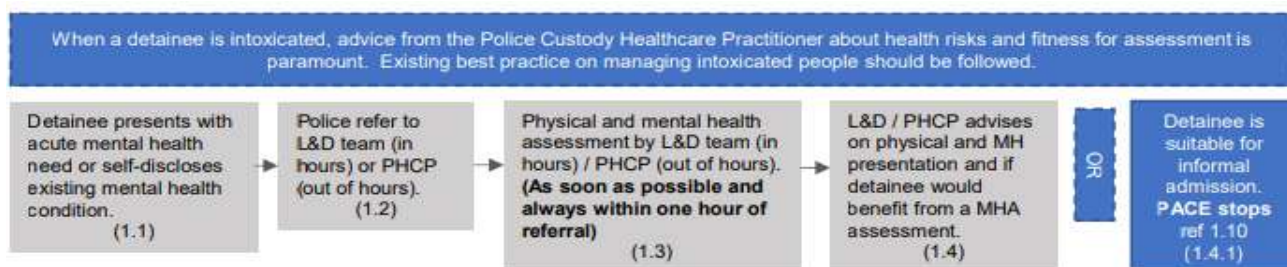 When a detainee is intoxicated, advice from the Police Custody Healthcare Practitioner about health risks and fitness for assessment is
paramount. Existing best practice on managing intoxicated people should be followed.
Detainee presents with
acute mental health
need or self-discloses
existing mental health
condition.
(1.1)
Police refer to
L&D team (in
hours) or PHCP
(out of hours).
(1.2)
Physical and mental health
assessment by L&D team (in
hours) / PHCP (out of hours).
(As soon as possible and
always within one hour of
referral)
(1.3)
L&D / PHCP advises
on physical and MH
presentation and if
detainee would
benefit from a MHA
assessment.
(1.4)
OR
Detainee is
suitable for
informal
admission.
PACE stops
ref 1.10
(1.4.1)